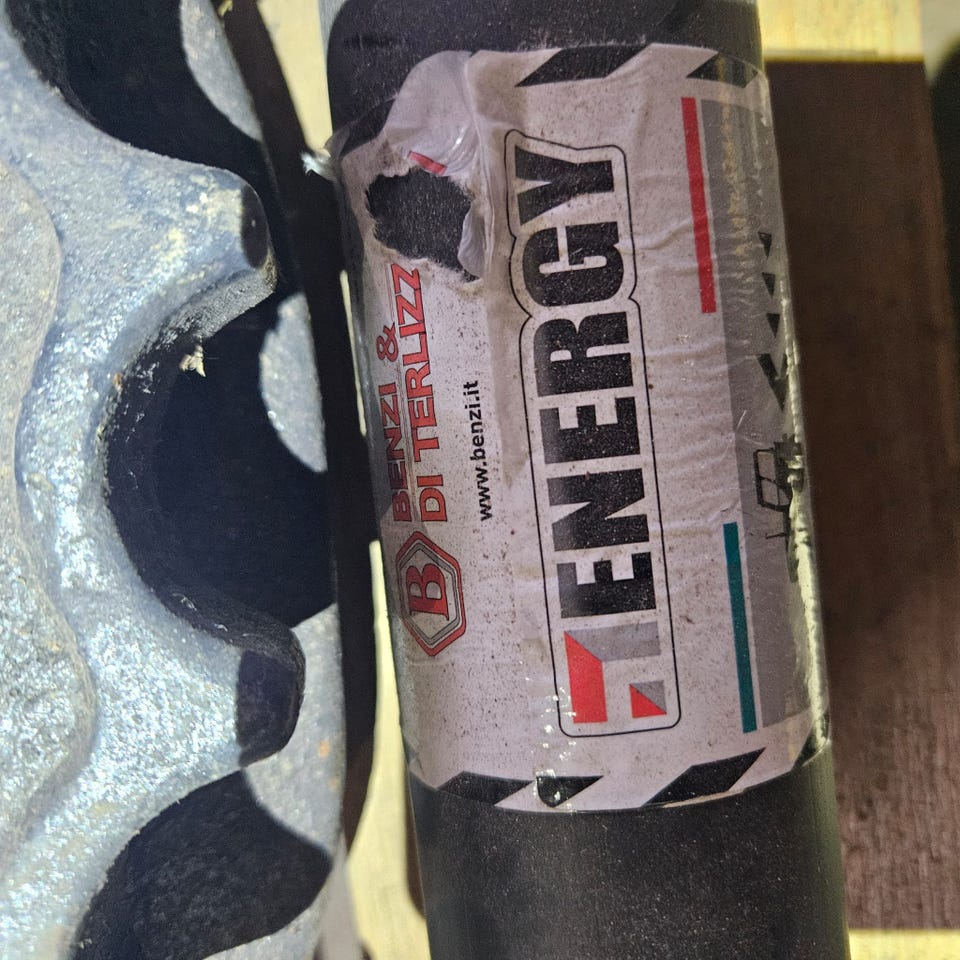 BENZI &
DI TERLIZZ
B
www.benzi.it
ENERGY